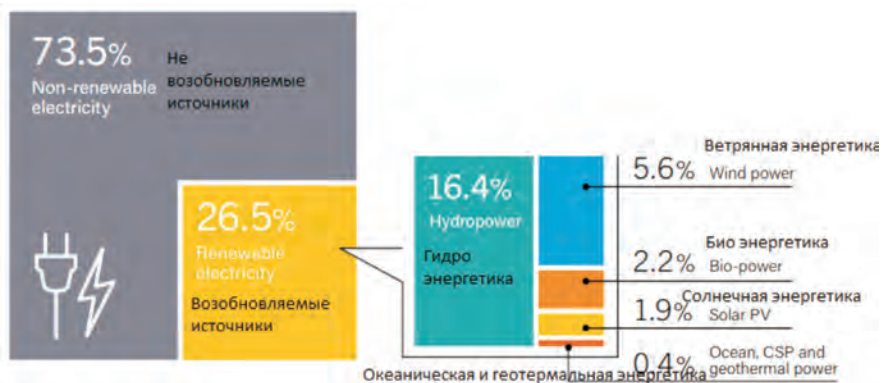 73.5%
Non-renewable
electricity
Не
возобновляемые
источники
26.5%
Renewable
electricity
Возобновляемые
источники
16.4%
Hydropower
Гидро
энергетика
Ветрянная энергетика
5.6% Wind power
Био энергетика
2.2% Bio-power
Солнечная энергетика
1.9% Solar PV
0.4% Ocean, CSP and
geothermal power
Океаническая и геотермальная энергетика